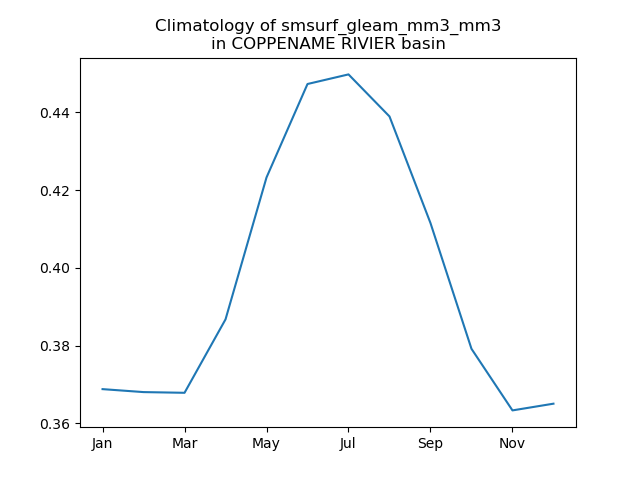 Climatology of smsurf_gleam_mm3_mm3
in COPPENAME RIVIER basin
0.44
0.42
0.40
0.38
0.36
Jan Mar May Jul Sep Nov